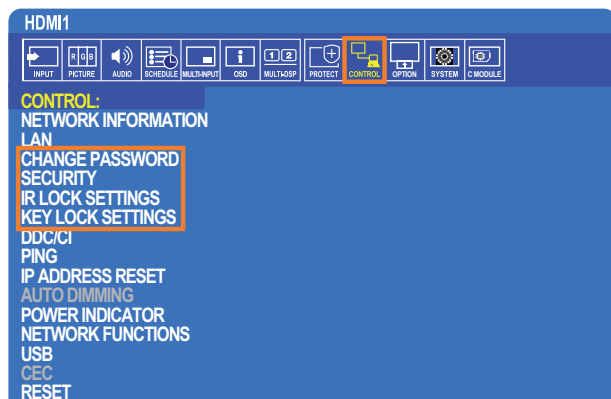 HDMI1
INPUT
R G B
PICTURE
AUDIO
SCHEDULE
MULTI-INPUT
i
OSD
1 2
MULTI-DSP
PROTECT
CONTROL
OPTION
SYSTEM
C MODULE
CONTROL:
NETWORK INFORMATION
LAN
CHANGE PASSWORD
SECURITY
IR LOCK SETTINGS
KEY LOCK SETTINGS
DDC/CI
PING
IP ADDRESS RESET
AUTO DIMMING
POWER INDICATOR
NETWORK FUNCTIONS
USB
CEC
RESET